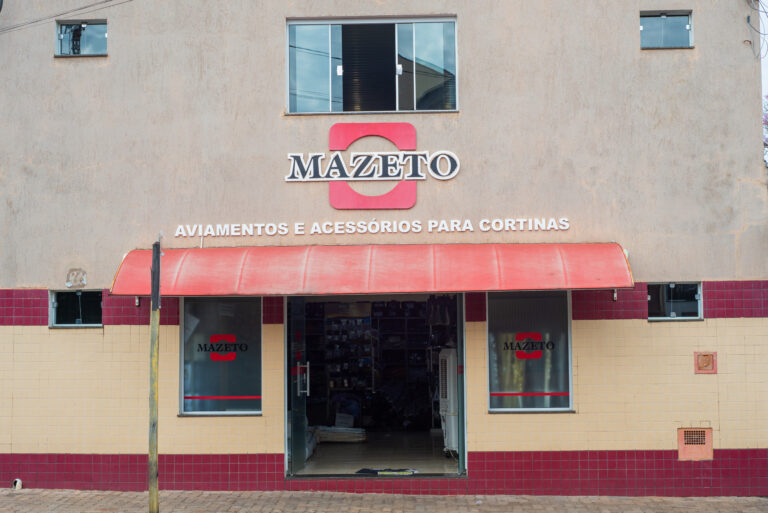 MAZETO
AVIAMENTOS E ACESSÓRIOS PARA CORTINAS
MAZETO
MAZETO